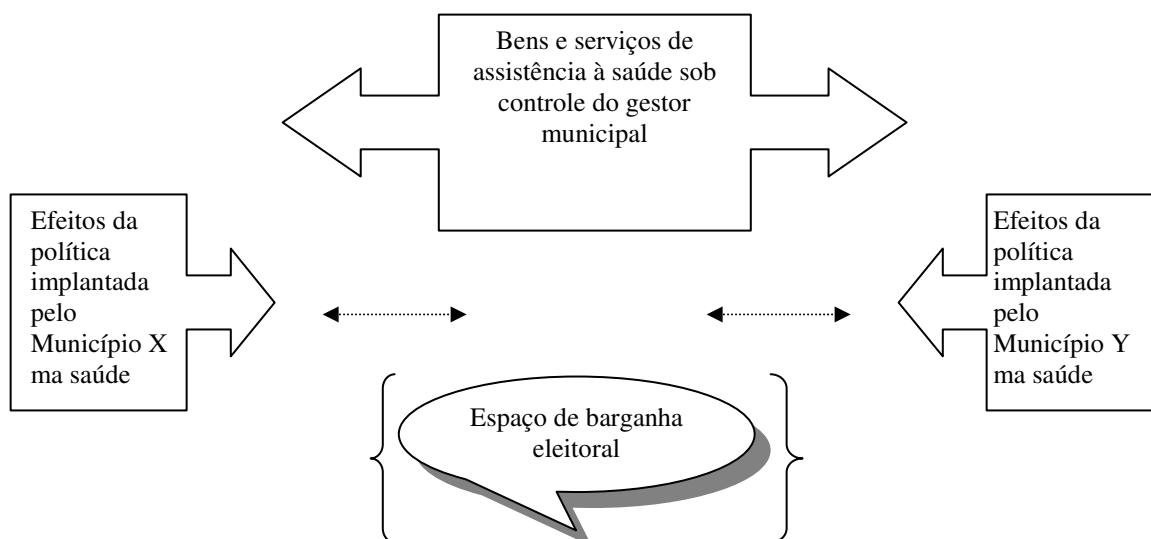 Bens e serviços de
assistência à saúde sob
controle do gestor
municipal
Efeitos da
política
implantada
pelo
Município X
ma saúde
Efeitos da
política
implantada
pelo
Município Y
ma saúde
Espaço de barganha
eleitoral